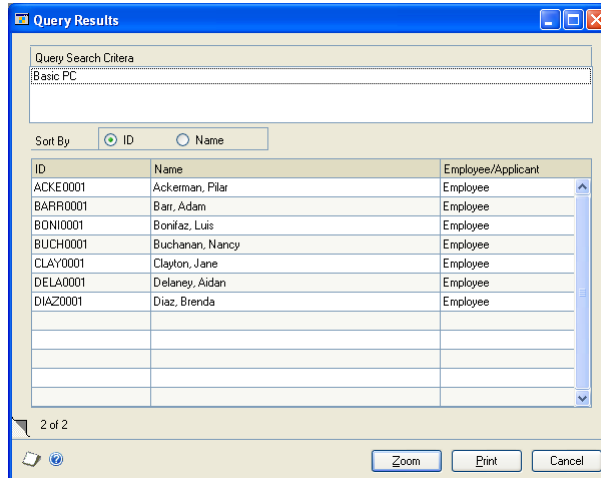 Query Results
Query Search Critera
Basic PC
Sort By ID Name
ID Name Employee/Applicant
ACKE0001 Ackerman, Pilar Employee
BARR0001 Barr, Adam Employee
BONI0001 Bonifaz, Luis Employee
BUCH0001 Buchanan, Nancy Employee
CLAY0001 Clayton, Jane Employee
DELA0001 Delaney, Aidan Employee
DIAZ0001 Diaz, Brenda Employee
2 of 2
Zoom Print Cancel